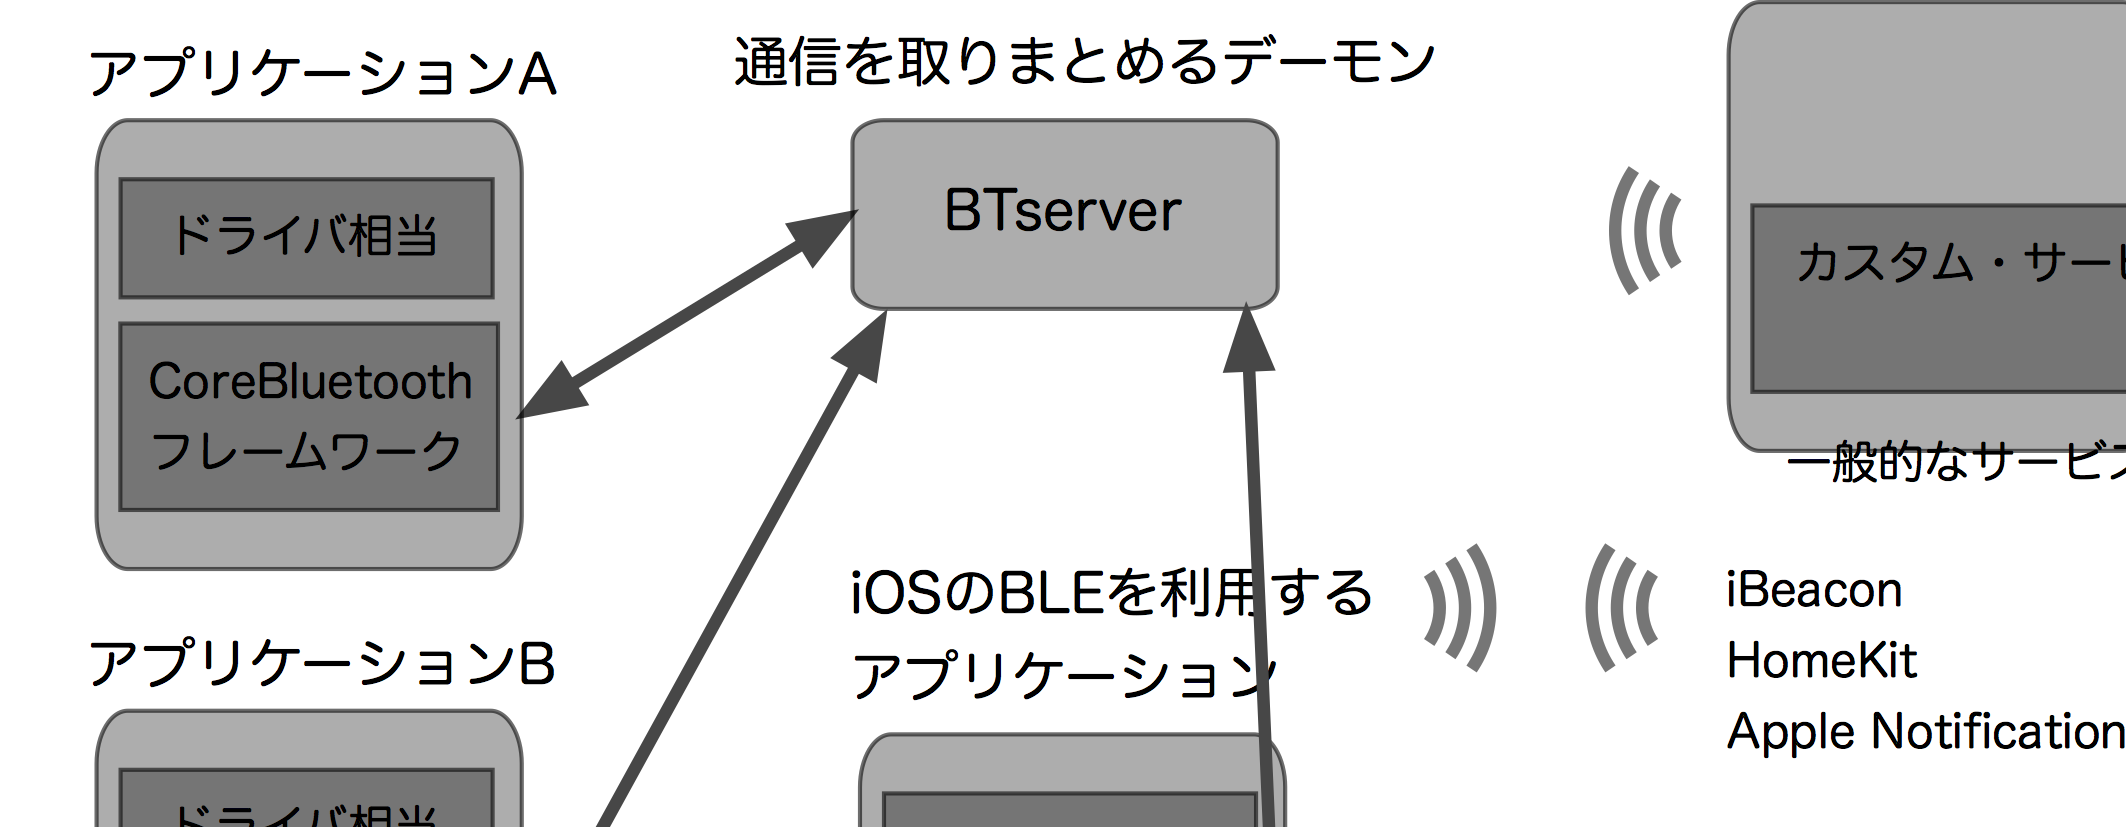 アプリケーションA
通信を取りまとめるデーモン
ドライバ相当
BTserver
CoreBluetooth
フレームワーク
カスタム・サー
一般的なサービス
iOSのBLEを利用する
アプリケーション
iBeacon
HomeKit
Apple Notification
アプリケーションB
ドライバ相当